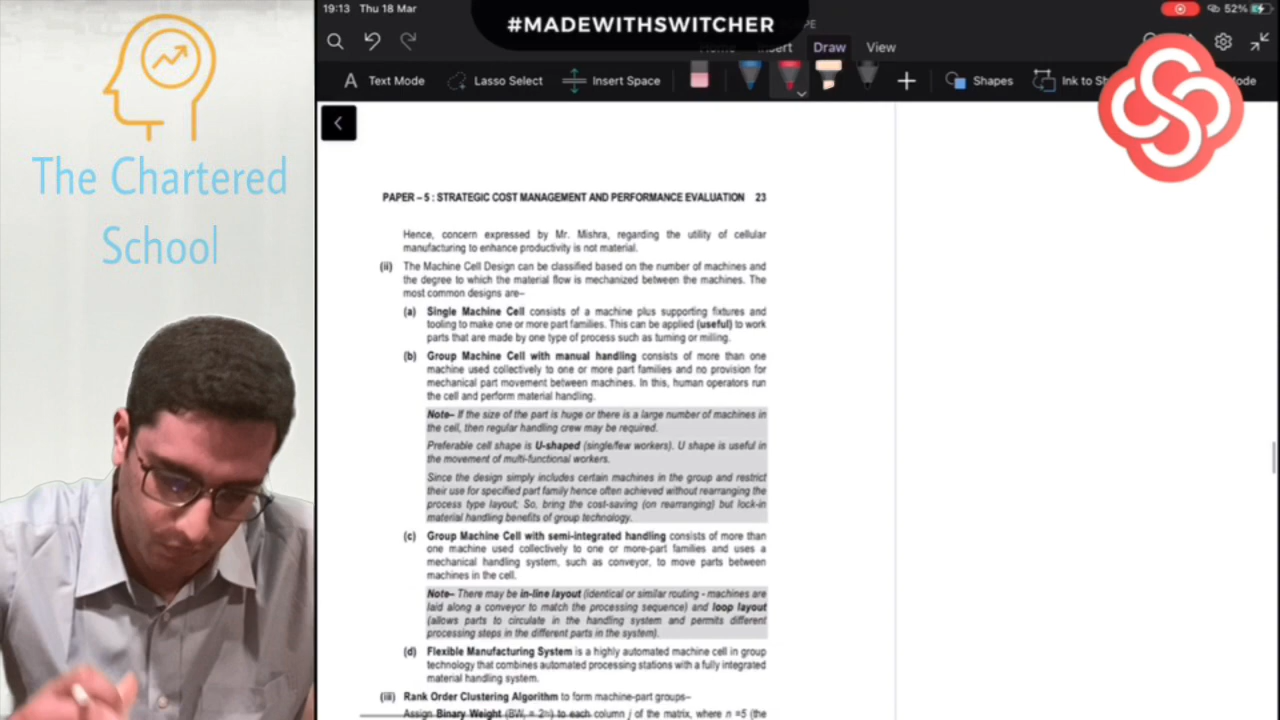 19:13 Thu 18 Mar
#MADEWITHSWITCHER
52%
Draw
View
Text Mode
Lasso Select
Insert Space
Shapes
The Chartered
School
PAPER – 5 : STRATEGIC COST MANAGEMENT AND PERFORMANCE EVALUATION 23
Hence, concern expressed by Mr. Mishra, regarding the utility of cellular
manufacturing to enhance productivity is not material.
(ii) The Machine Cell Design can be classified based on the number of machines and
the degree to which the material flow is mechanized between the machines. The
most common designs are–
(a) Single Machine Cell consists of a machine plus supporting fixtures and
tooling to make one or more part families. This can be applied (useful) to work
parts that are made by one type of process such as turning or milling.
(b) Group Machine Cell with manual handling consists of more than one
machine used collectively to one or more part families and no provision for
mechanical part movement between machines. In this, human operators run
the cell and perform material handling.
Note– If the size of the part is huge or there is a large number of machines in
the cell, then regular handling crew may be required.
Preferable cell shape is U-shaped (single/few workers). U shape is useful in
the movement of multi-functional workers.
Since the design simply includes certain machines in the group and restrict
their use for specified part family hence often achieved without rearranging the
process type layout; So, bring the cost-saving (on rearranging) but lock-in
material handling benefits of group technology.
(c) Group Machine Cell with semi-integrated handling consists of more than
one machine used collectively to one or more-part families and uses a
mechanical handling system, such as conveyor, to move parts between
machines in the cell.
Note– There may be in-line layout (identical or similar routing - machines are
laid along a conveyor to match the processing sequence) and loop layout
(allows parts to circulate in the handling system and permits different
processing steps in the different parts in the system).
(d) Flexible Manufacturing System is a highly automated machine cell in group
technology that combines automated processing stations with a fully integrated
material handling system.
(iii) Rank Order Clustering Algorithm to form machine-part groups–
Assign Binary Weight to each column j of the matrix, where n =5 (the